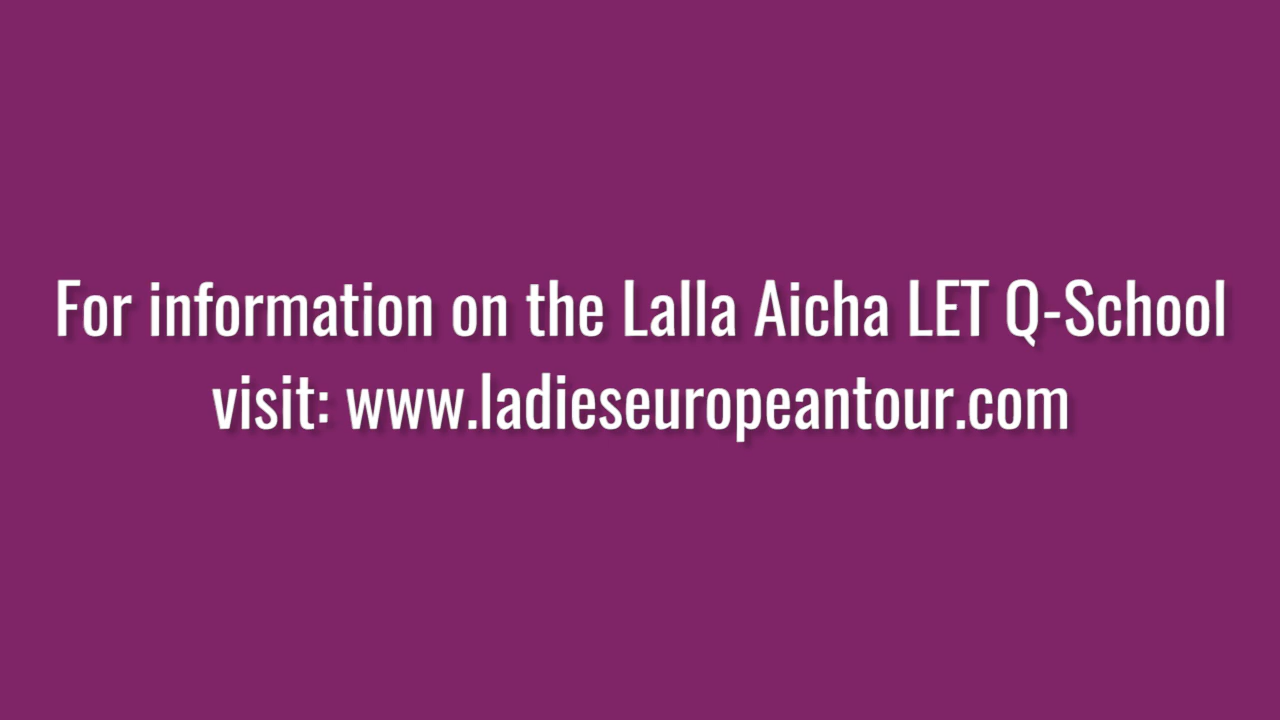 For information on the Lalla Aicha LET Q-School
visit: www.ladieseuropeantour.com